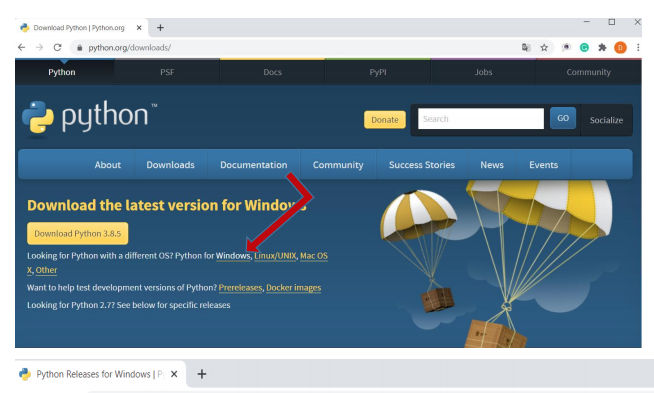 Download Python | Python.org
python.org/downloads/
Python PSF Docs PyPI Jobs Community
python™
Donate Search GO Socialize
About Downloads Documentation Community Success Stories News Events
Download the latest version for Windows
Download Python 3.8.5
Looking for Python with a different OS? Python for Windows, Linux/UNIX, Mac OS
X, Other
Want to help test development versions of Python? Prereleases, Docker images
Looking for Python 2.7? See below for specific releases
Python Releases for Windows | P